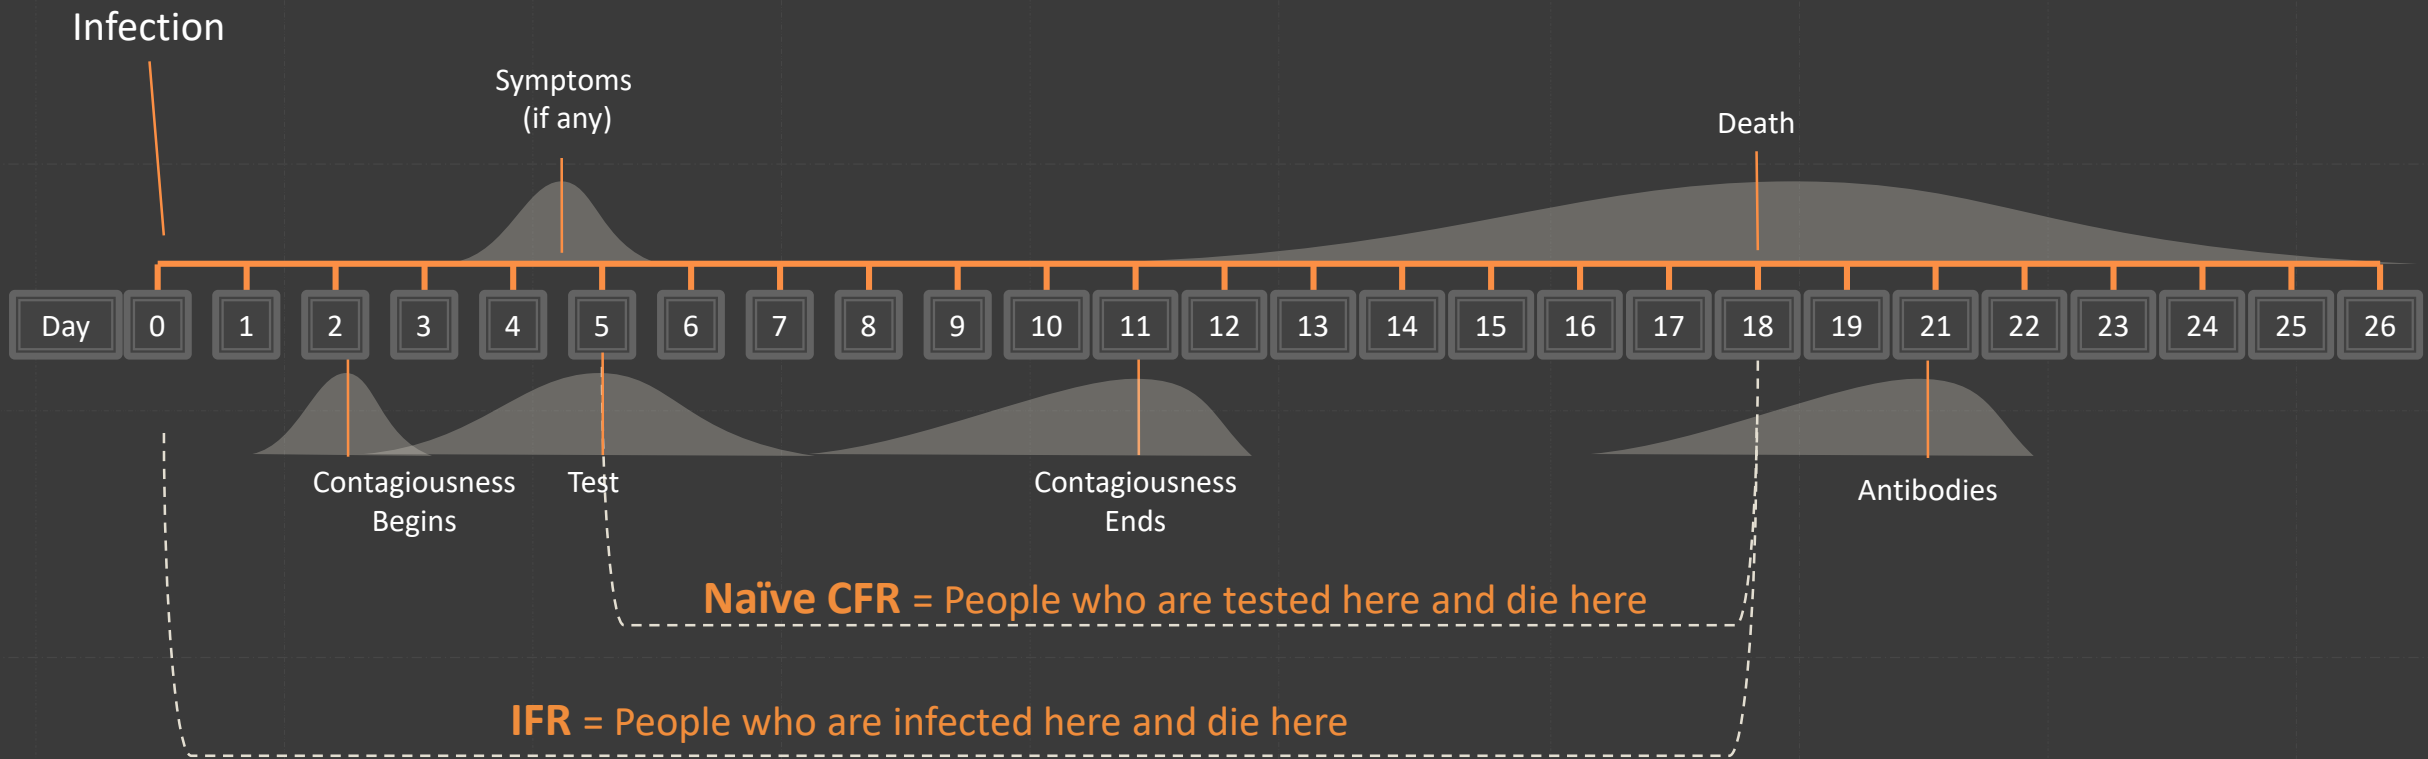 Infection
Symptoms
(if any)
Death
Day 0 1 2 3 4 5 6 7 8 9 10 11 12 13 14 15 16 17 18 19 21 22 23 24 25 26
Contagiousness
Begins
Test
Contagiousness
Ends
Antibodies
Naïve CFR = People who are tested here and die here
IFR = People who are infected here and die here